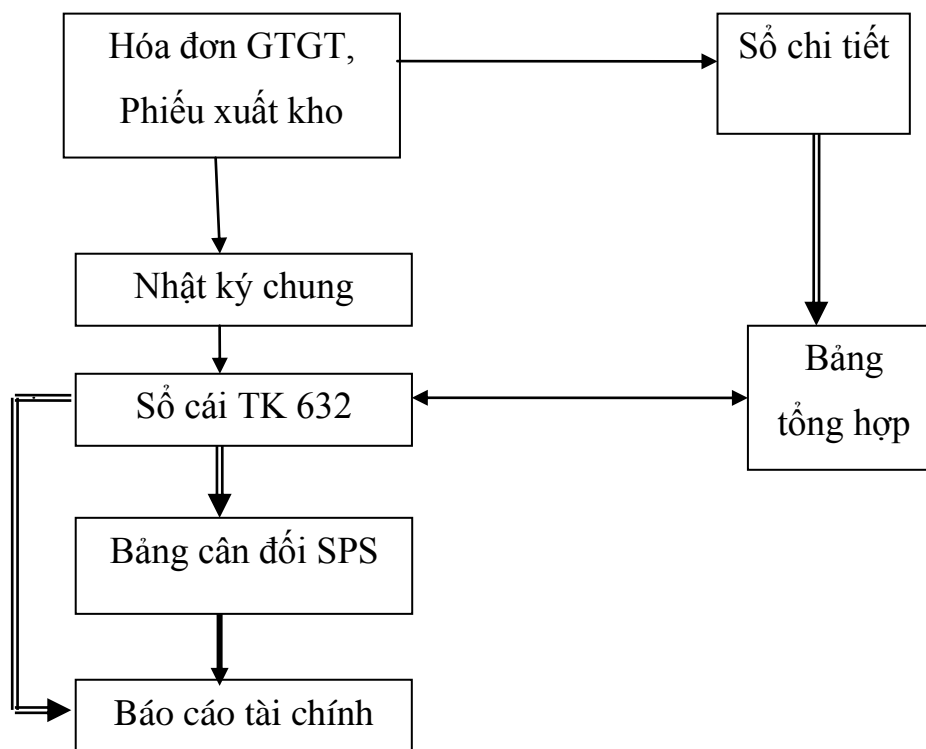 Hóa đơn GTGT,
Phiếu xuất kho
Sổ chi tiết
Nhật ký chung
Sổ cái TK 632
Bảng
tổng hợp
Bảng cân đối SPS
Báo cáo tài chính